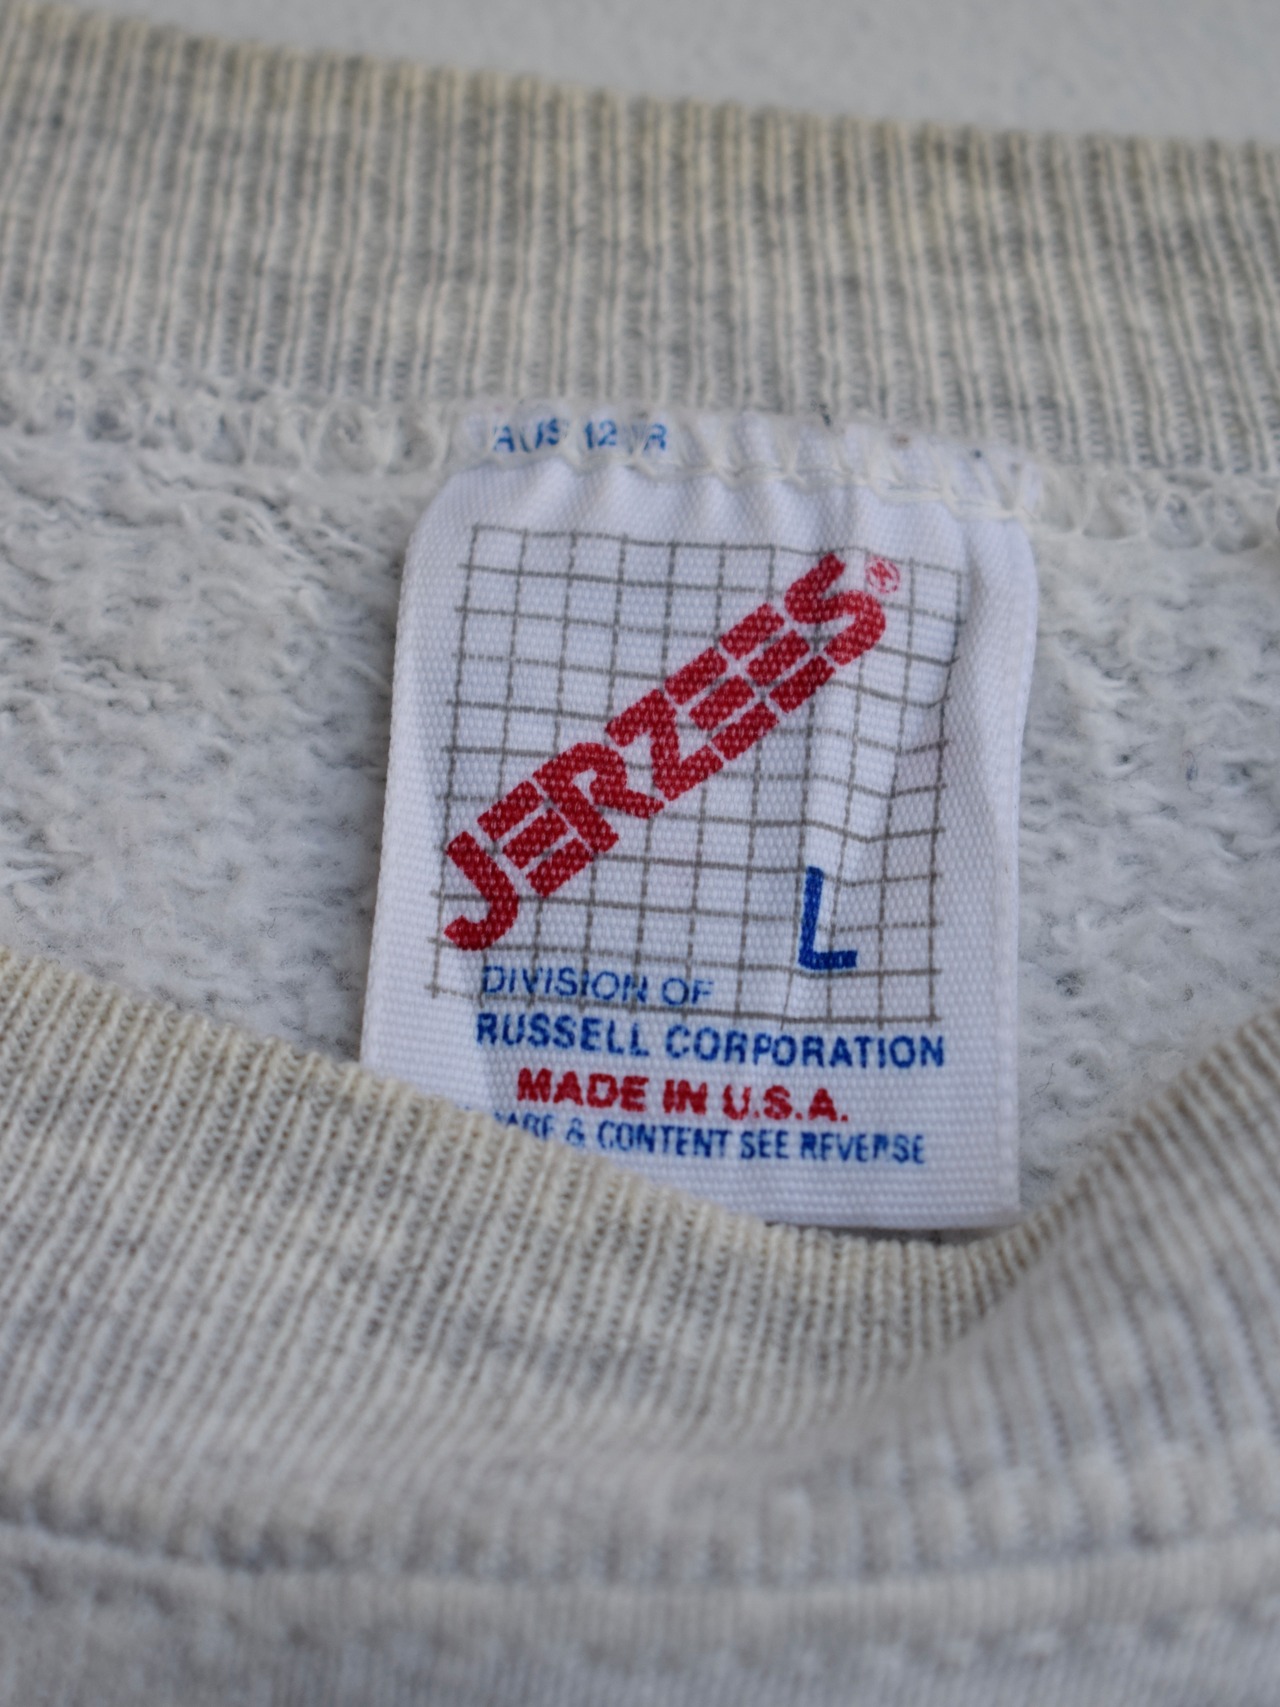 JERZEES®
L
DIVISION OF
RUSSELL CORPORATION
MADE IN U.S.A.
& CONTENT SEE REVERSE